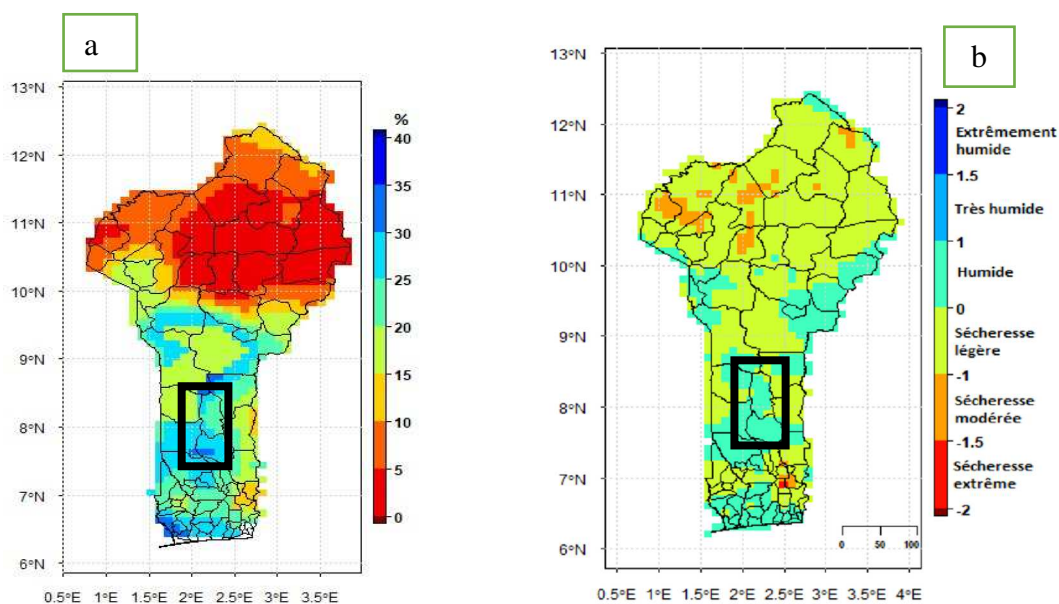 a
13°N
12°N
11°N
10°N
9°N
8°N
7°N
6°N
0.5°E 1°E 1.5°E 2°E 2.5°E 3°E 3.5°E
%
40
35
30
25
20
15
10
5
0
b
13°N
12°N
11°N
10°N
9°N
8°N
7°N
6°N
0.5°E 1°E 1.5°E 2°E 2.5°E 3°E 3.5°E 4°E
0 50 100
2
Extrêmement
humide
1.5
Très humide
1
Humide
0
Sécheresse
légère
-1
Sécheresse
modérée
-1.5
Sécheresse
extrême
-2